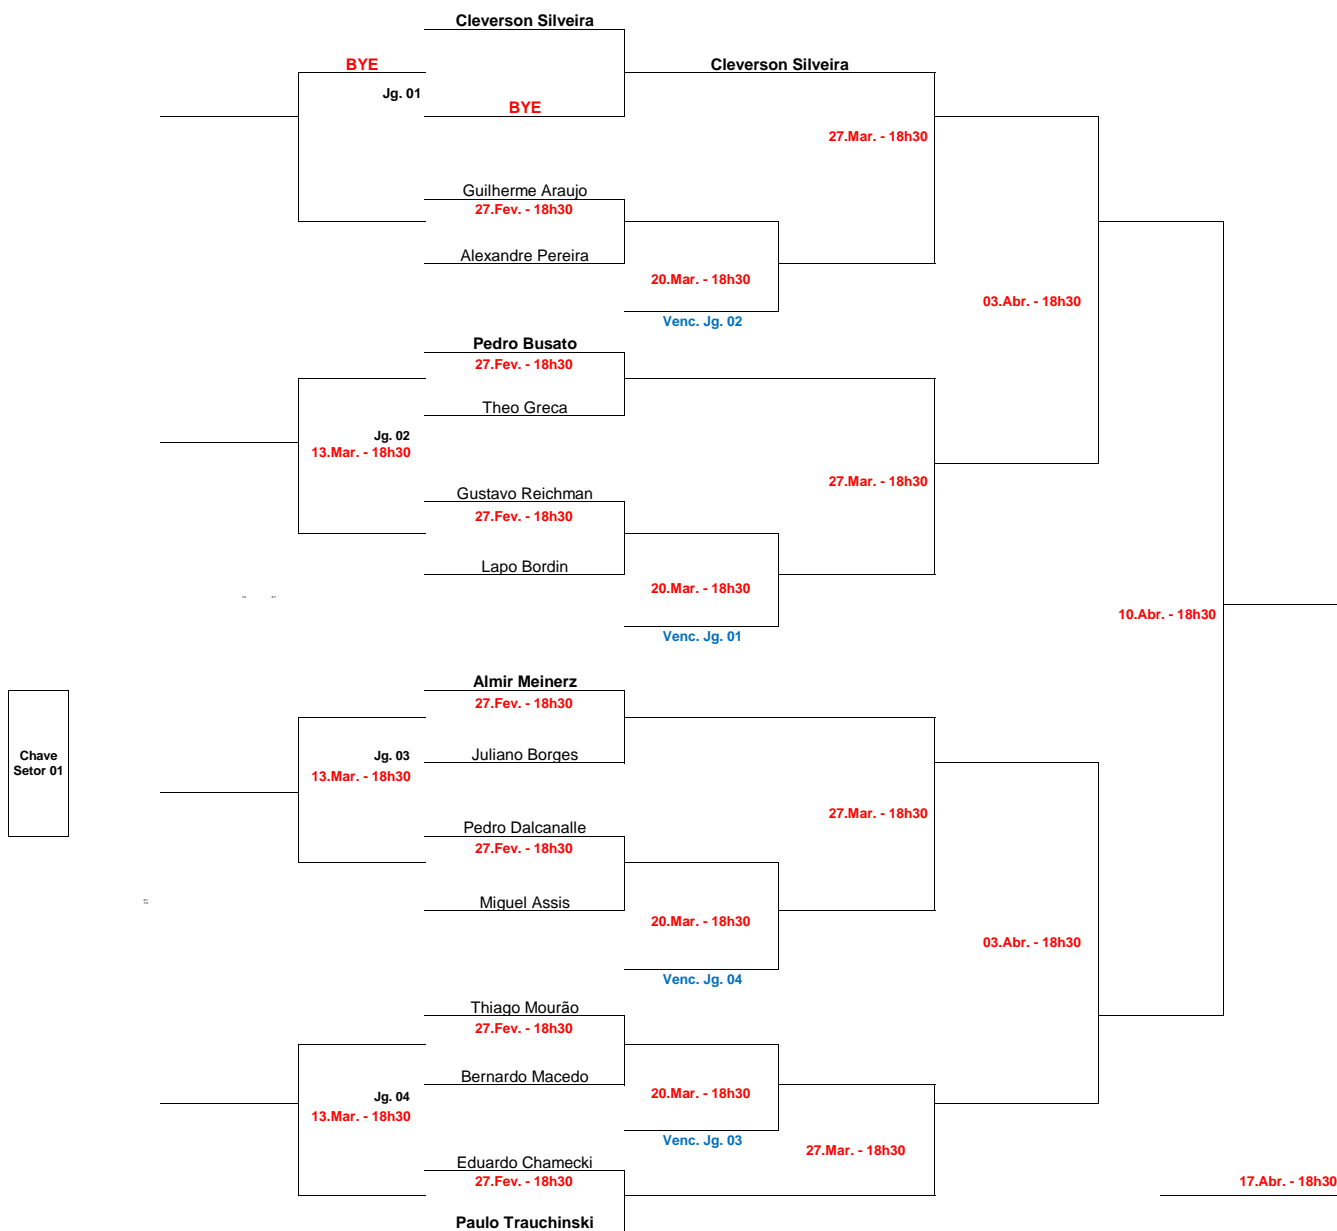 Cleverson Silveira
BYE
Cleverson Silveira
Jg. 01
BYE
27.Mar. - 18h30
Guilherme Araujo
27.Fev. - 18h30
Alexandre Pereira
20.Mar. - 18h30
03.Abr. - 18h30
Venc. Jg. 02
Pedro Busato
27.Fev. - 18h30
Theo Greca
Jg. 02
13.Mar. - 18h30
27.Mar. - 18h30
Gustavo Reichman
27.Fev. - 18h30
Lapo Bordin
20.Mar. - 18h30
10.Abr. - 18h30
Venc. Jg. 01
Almir Meinerz
27.Fev. - 18h30
Chave
Setor 01
Jg. 03
13.Mar. - 18h30
Juliano Borges
27.Mar. - 18h30
Pedro Dalcanalle
27.Fev. - 18h30
Miguel Assis
20.Mar. - 18h30
03.Abr. - 18h30
Venc. Jg. 04
Thiago Mourão
27.Fev. - 18h30
Bernardo Macedo
Jg. 04
13.Mar. - 18h30
20.Mar. - 18h30
Venc. Jg. 03
27.Mar. - 18h30
Eduardo Chamecki
27.Fev. - 18h30
17.Abr. - 18h30
Paulo Trauchinski